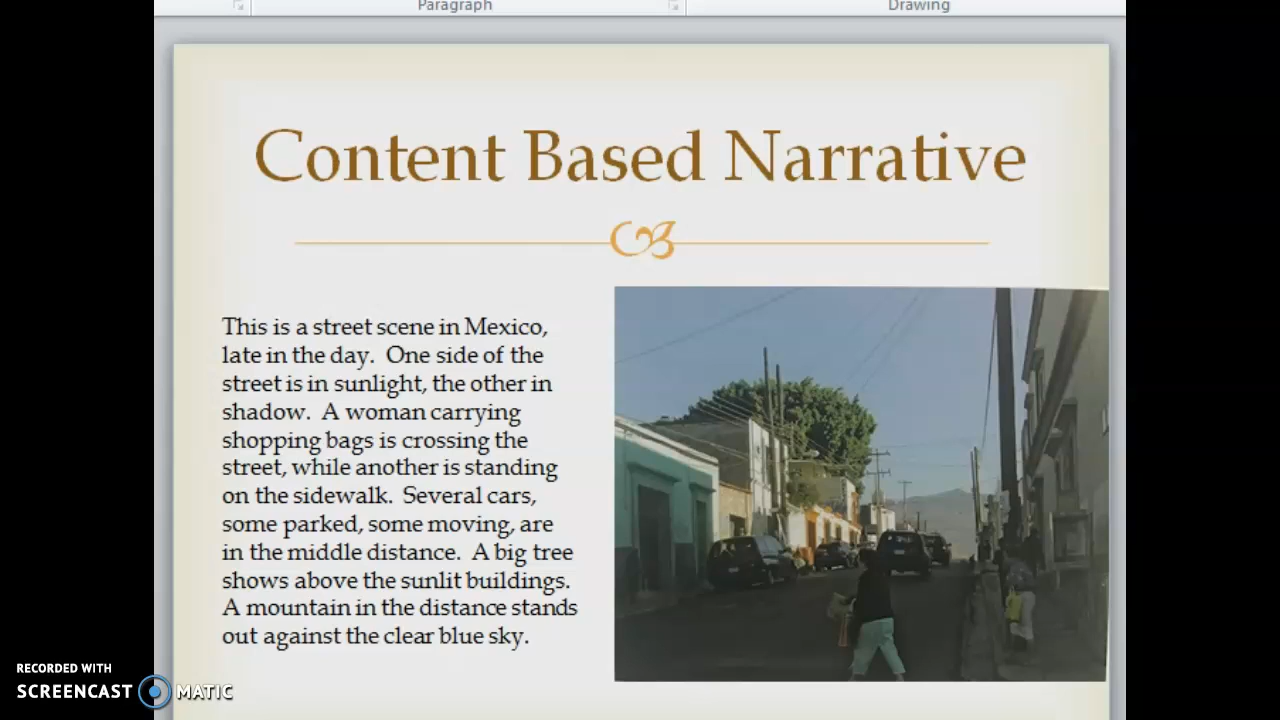 Paragraph
Drawing
Content Based Narrative
This is a street scene in Mexico,
late in the day. One side of the
street is in sunlight, the other in
shadow. A woman carrying
shopping bags is crossing the
street, while another is standing
on the sidewalk. Several cars,
some parked, some moving, are
in the middle distance. A big tree
shows above the sunlit buildings.
A mountain in the distance stands
out against the clear blue sky.
RECORDED WITH
SCREENCAST MATIC